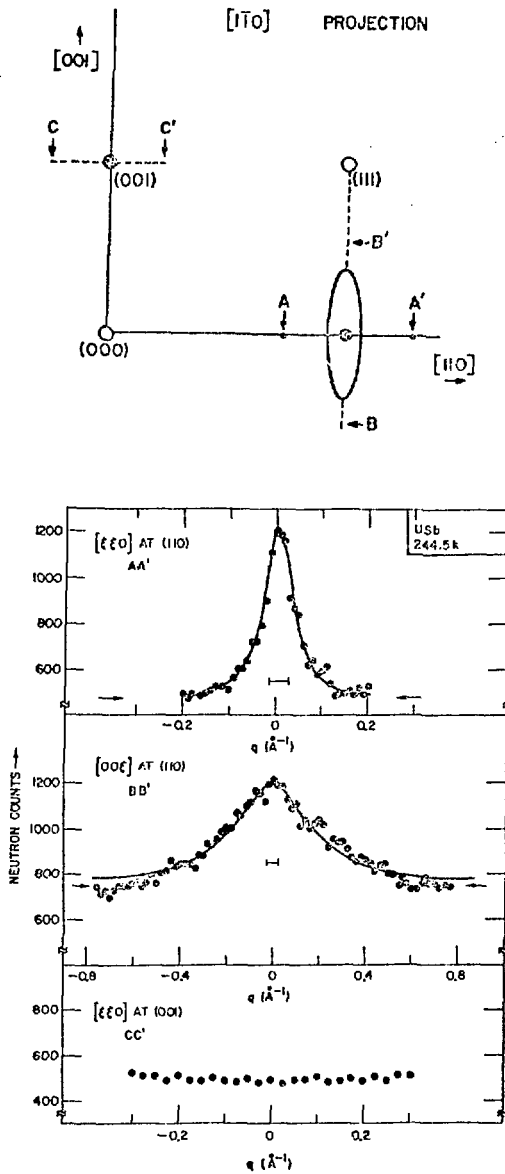 [11̅0] PROJECTION
[001]
C C'
(001)
(111)
B'
A A'
(000)
[110]
B
USb
244.5K
[ξξ0] AT (110)
AA'
1200
1000
800
600
-0.2 0 0.2
q (Å⁻¹)
[00ξ] AT (110)
BB'
1200
1000
800
600
-0.8 -0.4 0 0.4 0.8
q (Å⁻¹)
NEUTRON COUNTS →
[ξξ0] AT (001)
CC'
800
600
400
-0.2 0 0.2
q (Å⁻¹)